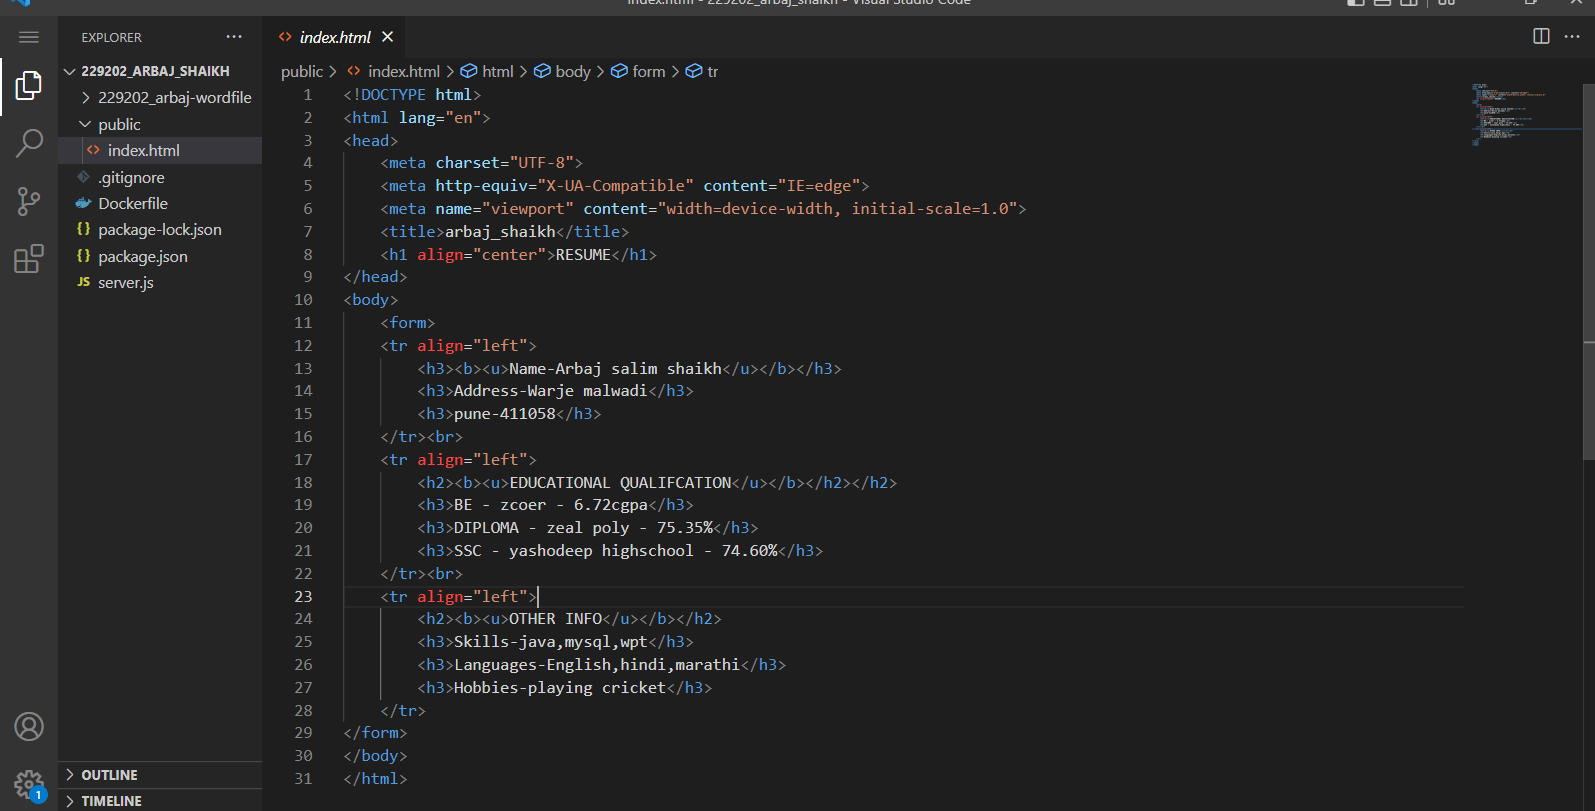 index.html - 229202_arbaj_shaikh - Visual Studio Code
EXPLORER
229202_ARBAJ_SHAIKH
229202_arbaj-wordfile
public
index.html
.gitignore
Dockerfile
{} package-lock.json
{} package.json
JS server.js
OUTLINE
TIMELINE
1
<> index.html ×
public > <> index.html > html > body > form > tr
1 <!DOCTYPE html>
2 <html lang="en">
3 <head>
4 <meta charset="UTF-8">
5 <meta http-equiv="X-UA-Compatible" content="IE=edge">
6 <meta name="viewport" content="width=device-width, initial-scale=1.0">
7 <title>arbaj_shaikh</title>
8 <h1 align="center">RESUME</h1>
9 </head>
10 <body>
11 <form>
12 <tr align="left">
13 <h3><b><u>Name-Arbaj salim shaikh</u></b></h3>
14 <h3>Address-Warje malwadi</h3>
15 <h3>pune-411058</h3>
16 </tr><br>
17 <tr align="left">
18 <h2><b><u>EDUCATIONAL QUALIFCATION</u></b></h2></h2>
19 <h3>BE - zcoer - 6.72cgpa</h3>
20 <h3>DIPLOMA - zeal poly - 75.35%</h3>
21 <h3>SSC - yashodeep highschool - 74.60%</h3>
22 </tr><br>
23 <tr align="left">
24 <h2><b><u>OTHER INFO</u></b></h2>
25 <h3>Skills-java,mysql,wpt</h3>
26 <h3>Languages-English,hindi,marathi</h3>
27 <h3>Hobbies-playing cricket</h3>
28 </tr>
29 </form>
30 </body>
31 </html>